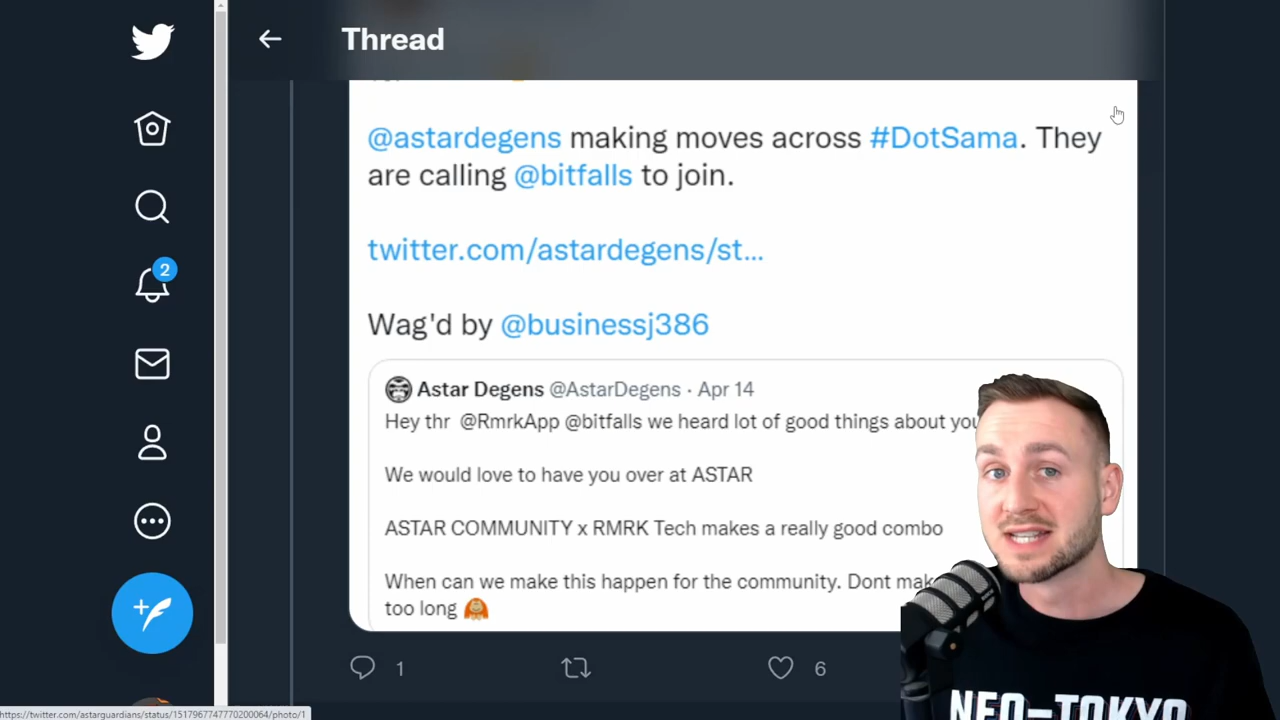 Thread
@astardegens making moves across #DotSama. They
are calling @bitfalls to join.
twitter.com/astardegens/st...
2
Wag'd by @businessj386
Astar Degens @AstarDegens · Apr 14
Hey thr @RmrkApp @bitfalls we heard lot of good things about you
We would love to have you over at ASTAR
ASTAR COMMUNITY x RMRK Tech makes a really good combo
When can we make this happen for the community. Dont mak
too long
1
6
NEO-TOKYO
https://twitter.com/astarguardians/status/1517967747770200064/photo/1